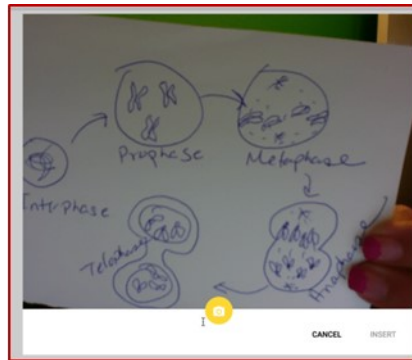 Prophase
Metaphase
Interphase
Telophase
Anaphase
CANCEL
INSERT